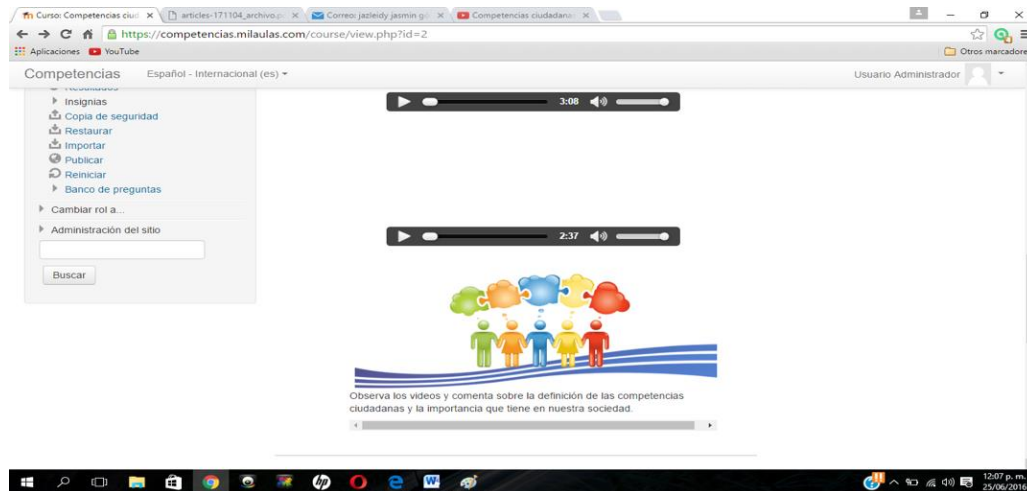 Curso: Competencias ciud
articles-171104_archivo.p
Correo: jazleidy jasmin g
Competencias ciudadana
https://competencias.milaulas.com/course/view.php?id=2
Aplicaciones YouTube Otros marcadore
Competencias Español - Internacional (es) Usuario Administrador
Resultados
Insignias
Copia de seguridad
Restaurar
Importar
Publicar
Reiniciar
Banco de preguntas
Cambiar rol a...
Administración del sitio
Buscar
3:08
2:37
Observa los videos y comenta sobre la definición de las competencias
ciudadanas y la importancia que tiene en nuestra sociedad.
hp
12:07 p. m.
25/06/2016